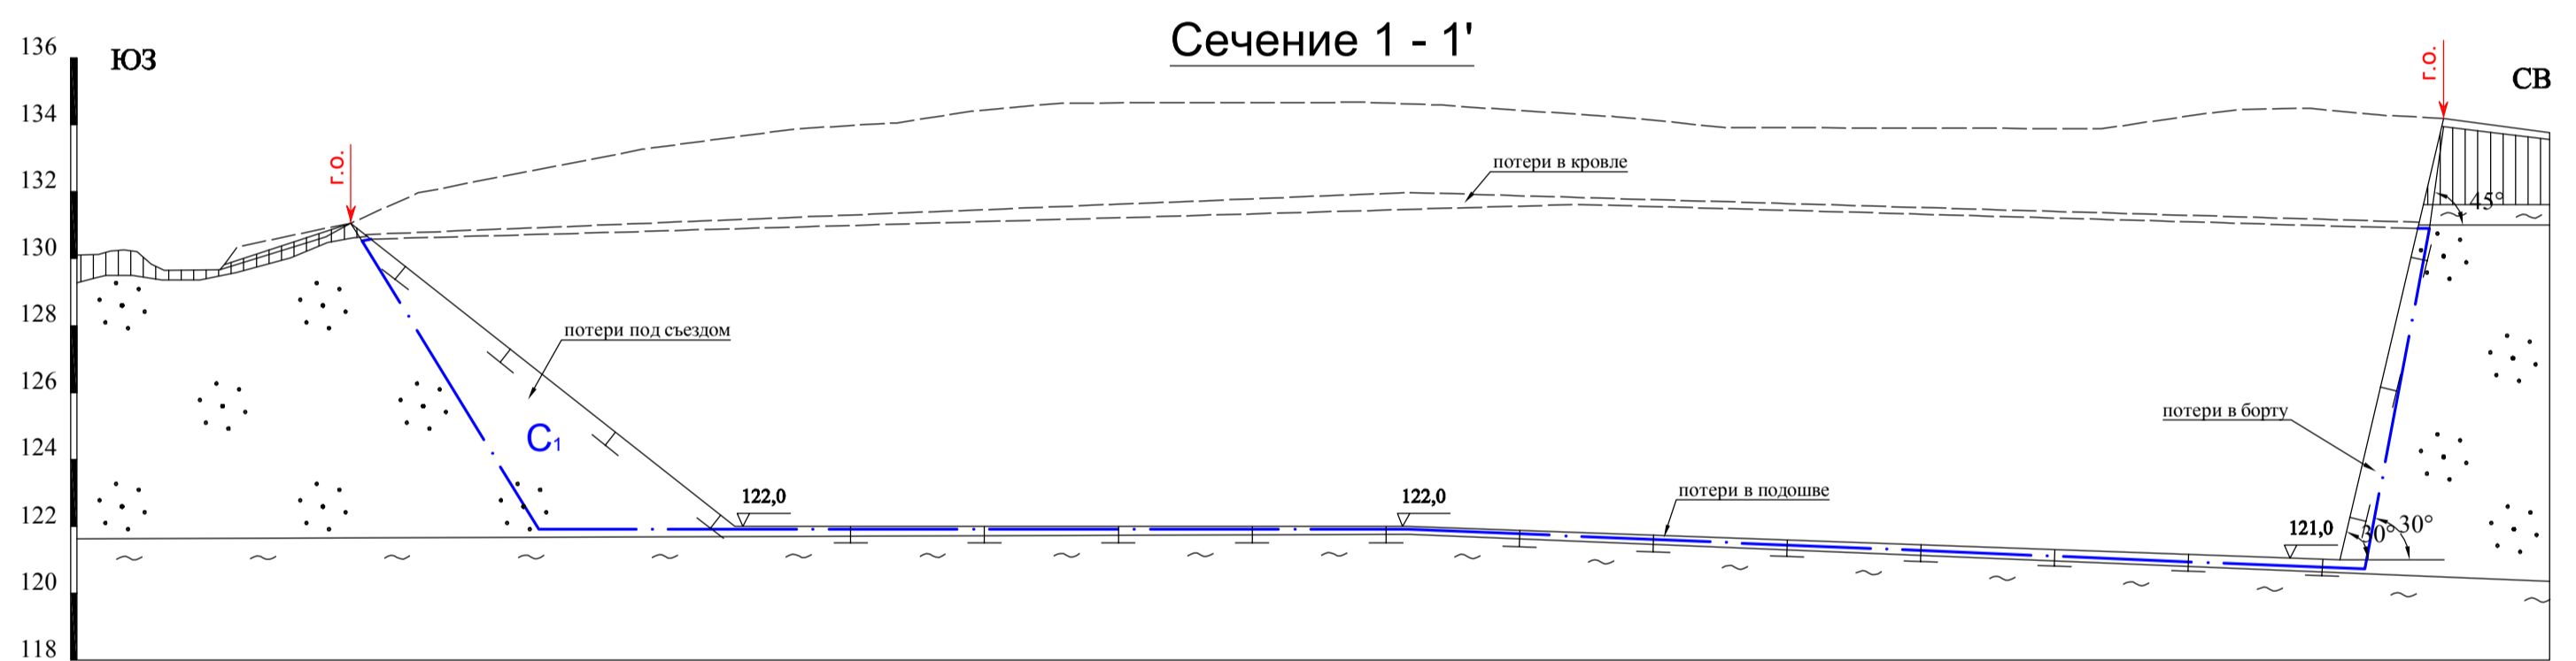 Сечение 1 - 1'
136
ЮЗ
г.о.
СВ
134
потери в кровле
г.о.
132
45°
130
128
потери под съездом
126
потери в борту
124
C₁
122,0
122,0
потери в подошве
122
121,0
30°
30°
120
118